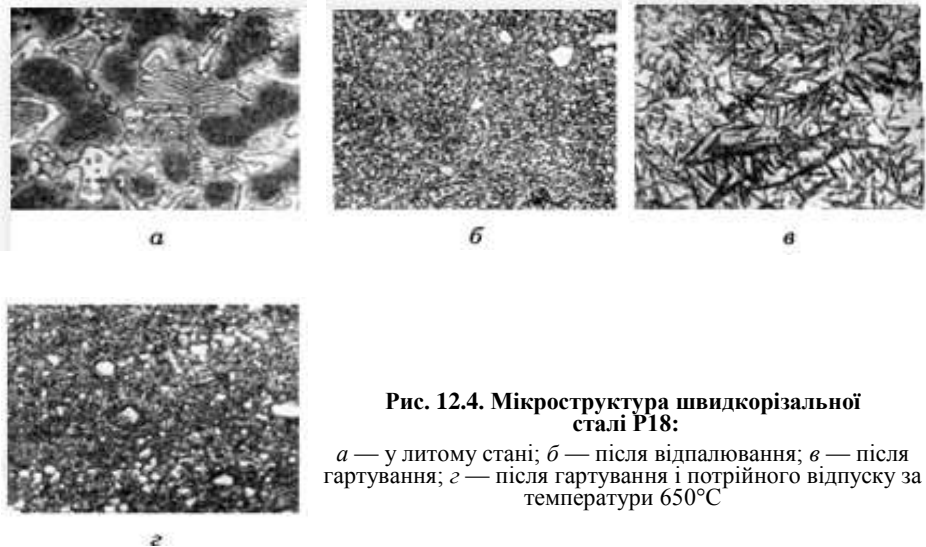 а
б
в
г
Рис. 12.4. Мікроструктура швидкорізальної
сталі Р18:
а — у литому стані; б — після відпалювання; в — після
гартування; г — після гартування і потрійного відпуску за
температури 650°С